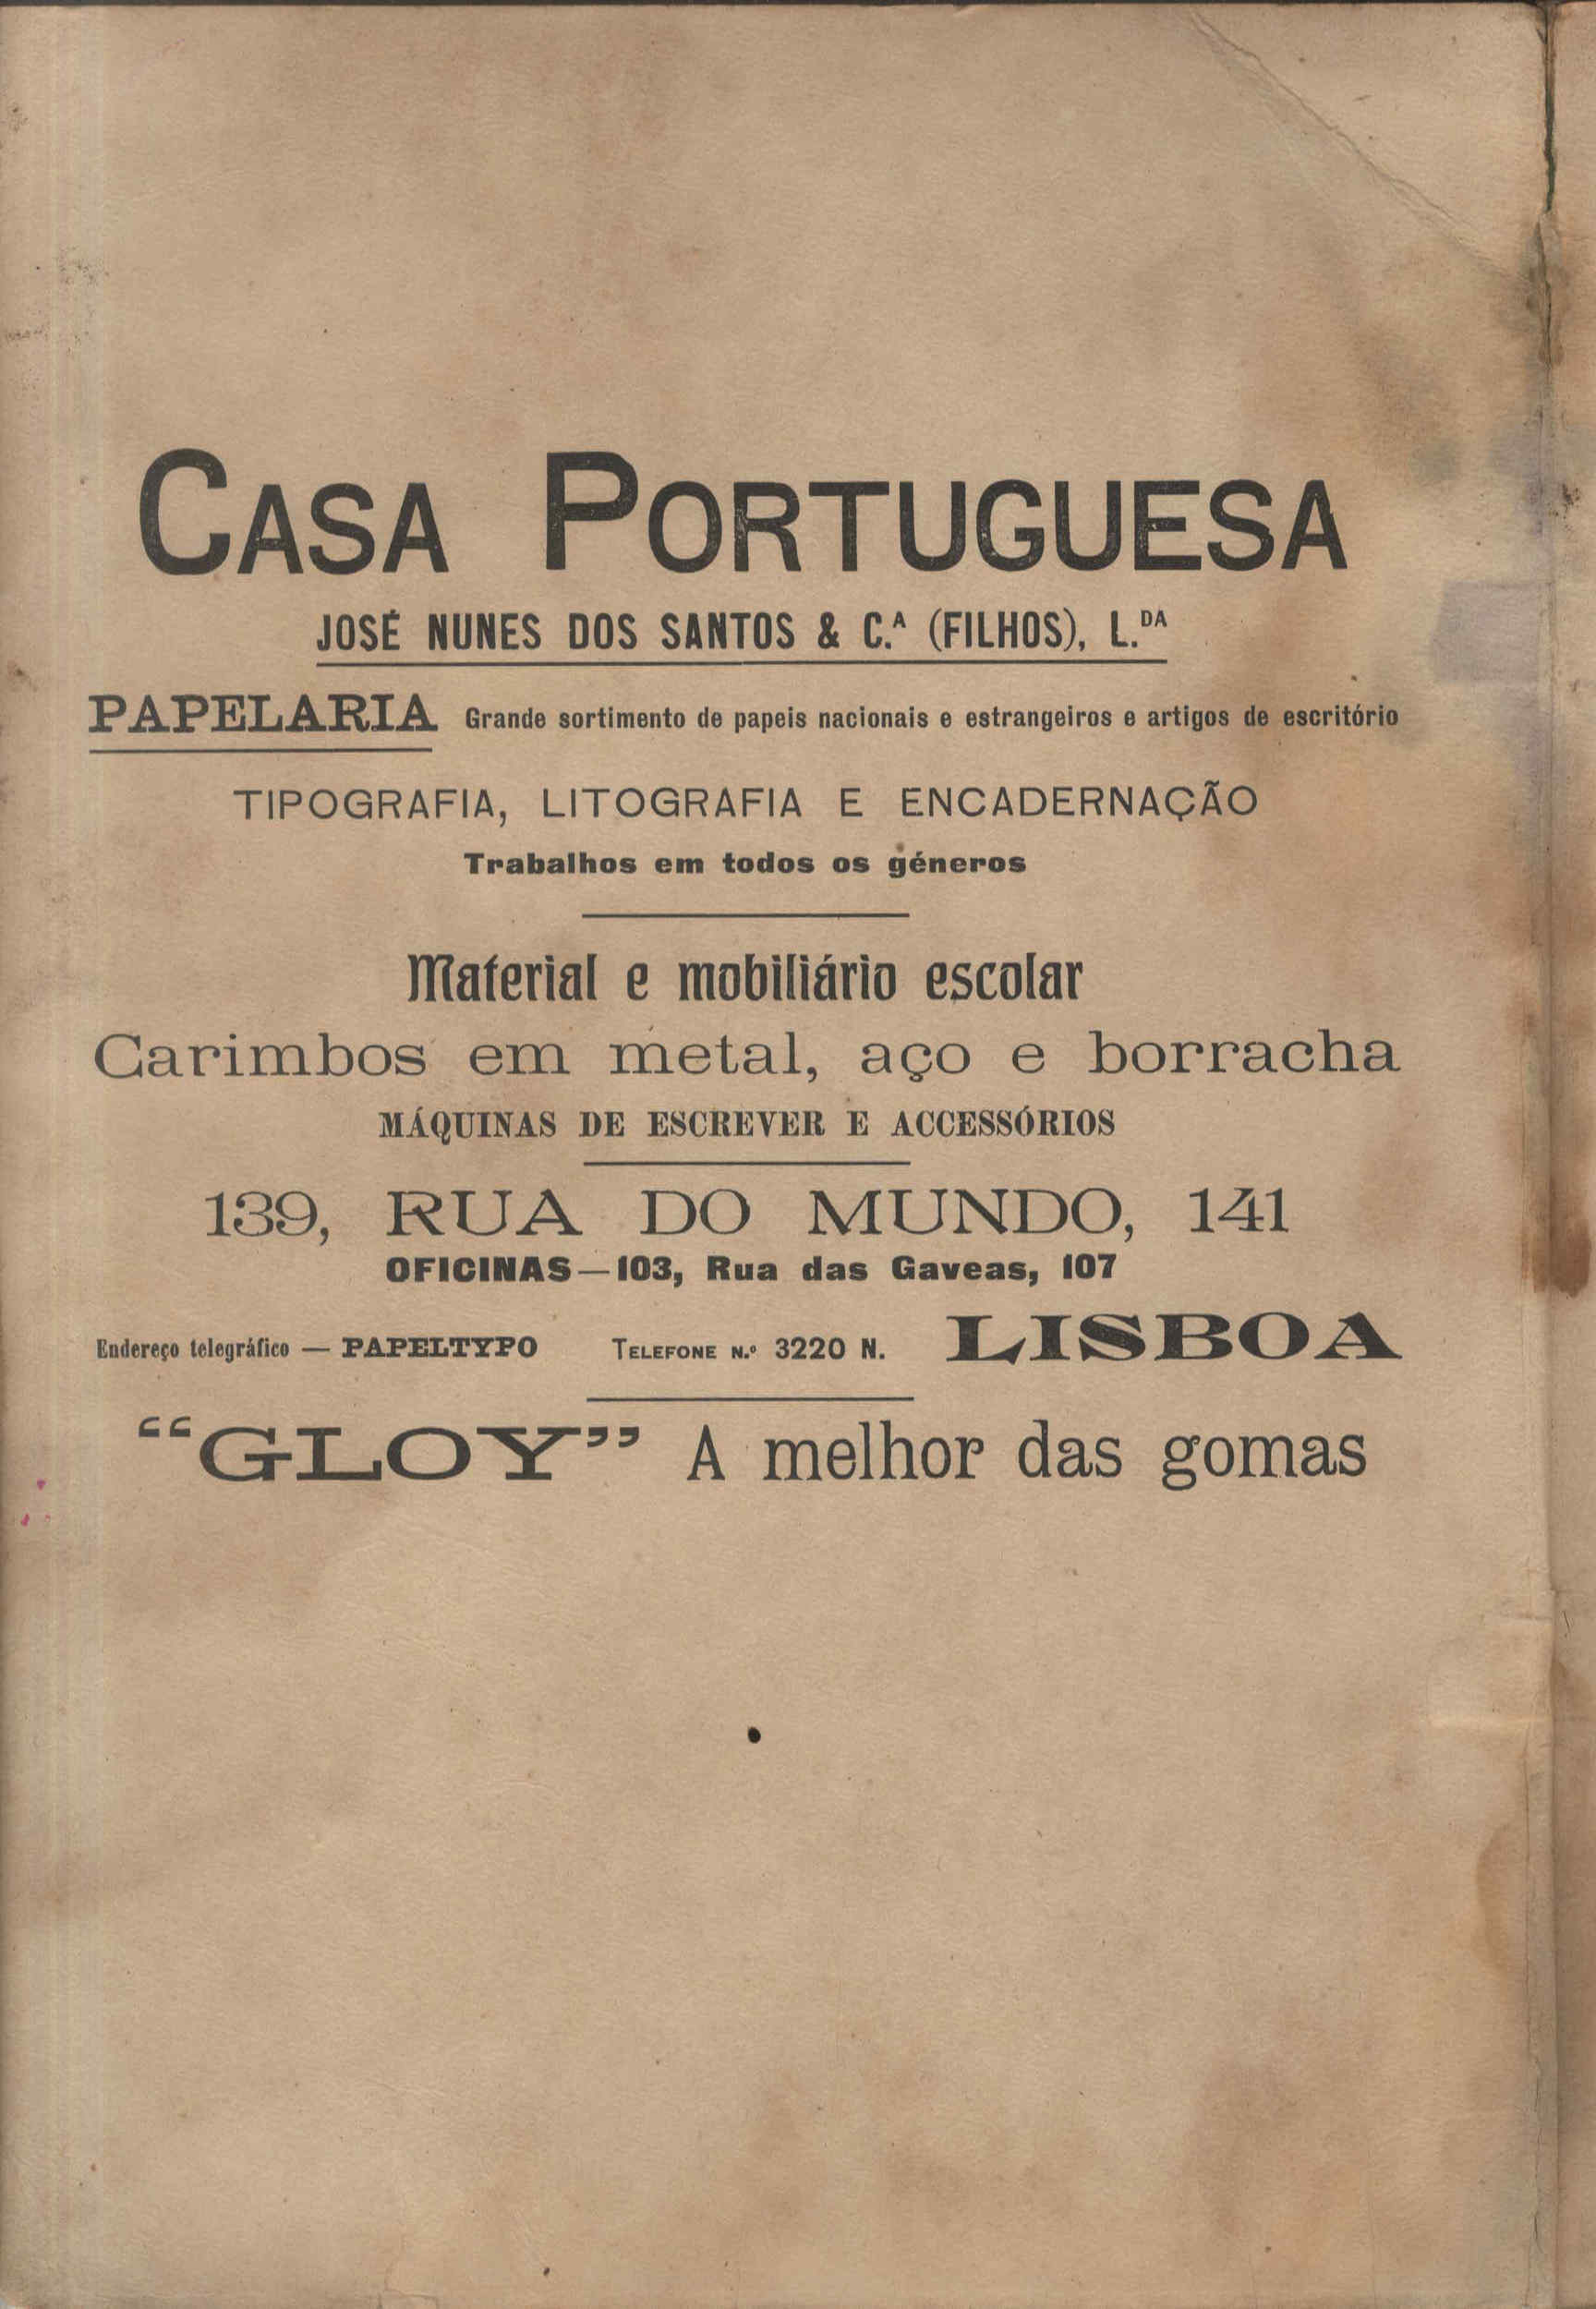 CASA PORTUGUESA
JOSÉ NUNES DOS SANTOS & C.ᴬ (FILHOS), L.ᴰᴬ
PAPELARIA Grande sortimento de papeis nacionais e estrangeiros e artigos de escritório
TIPOGRAFIA, LITOGRAFIA E ENCADERNAÇÃO
Trabalhos em todos os géneros
Material e mobiliário escolar
Carimbos em metal, aço e borracha
MÁQUINAS DE ESCREVER E ACCESSÓRIOS
139, RUA DO MUNDO, 141
OFICINAS—103, Rua das Gaveas, 107
Endereço telegráfico — PAPELTYPO TELEFONE N.º 3220 N. LISBOA
“GLOY” A melhor das gomas